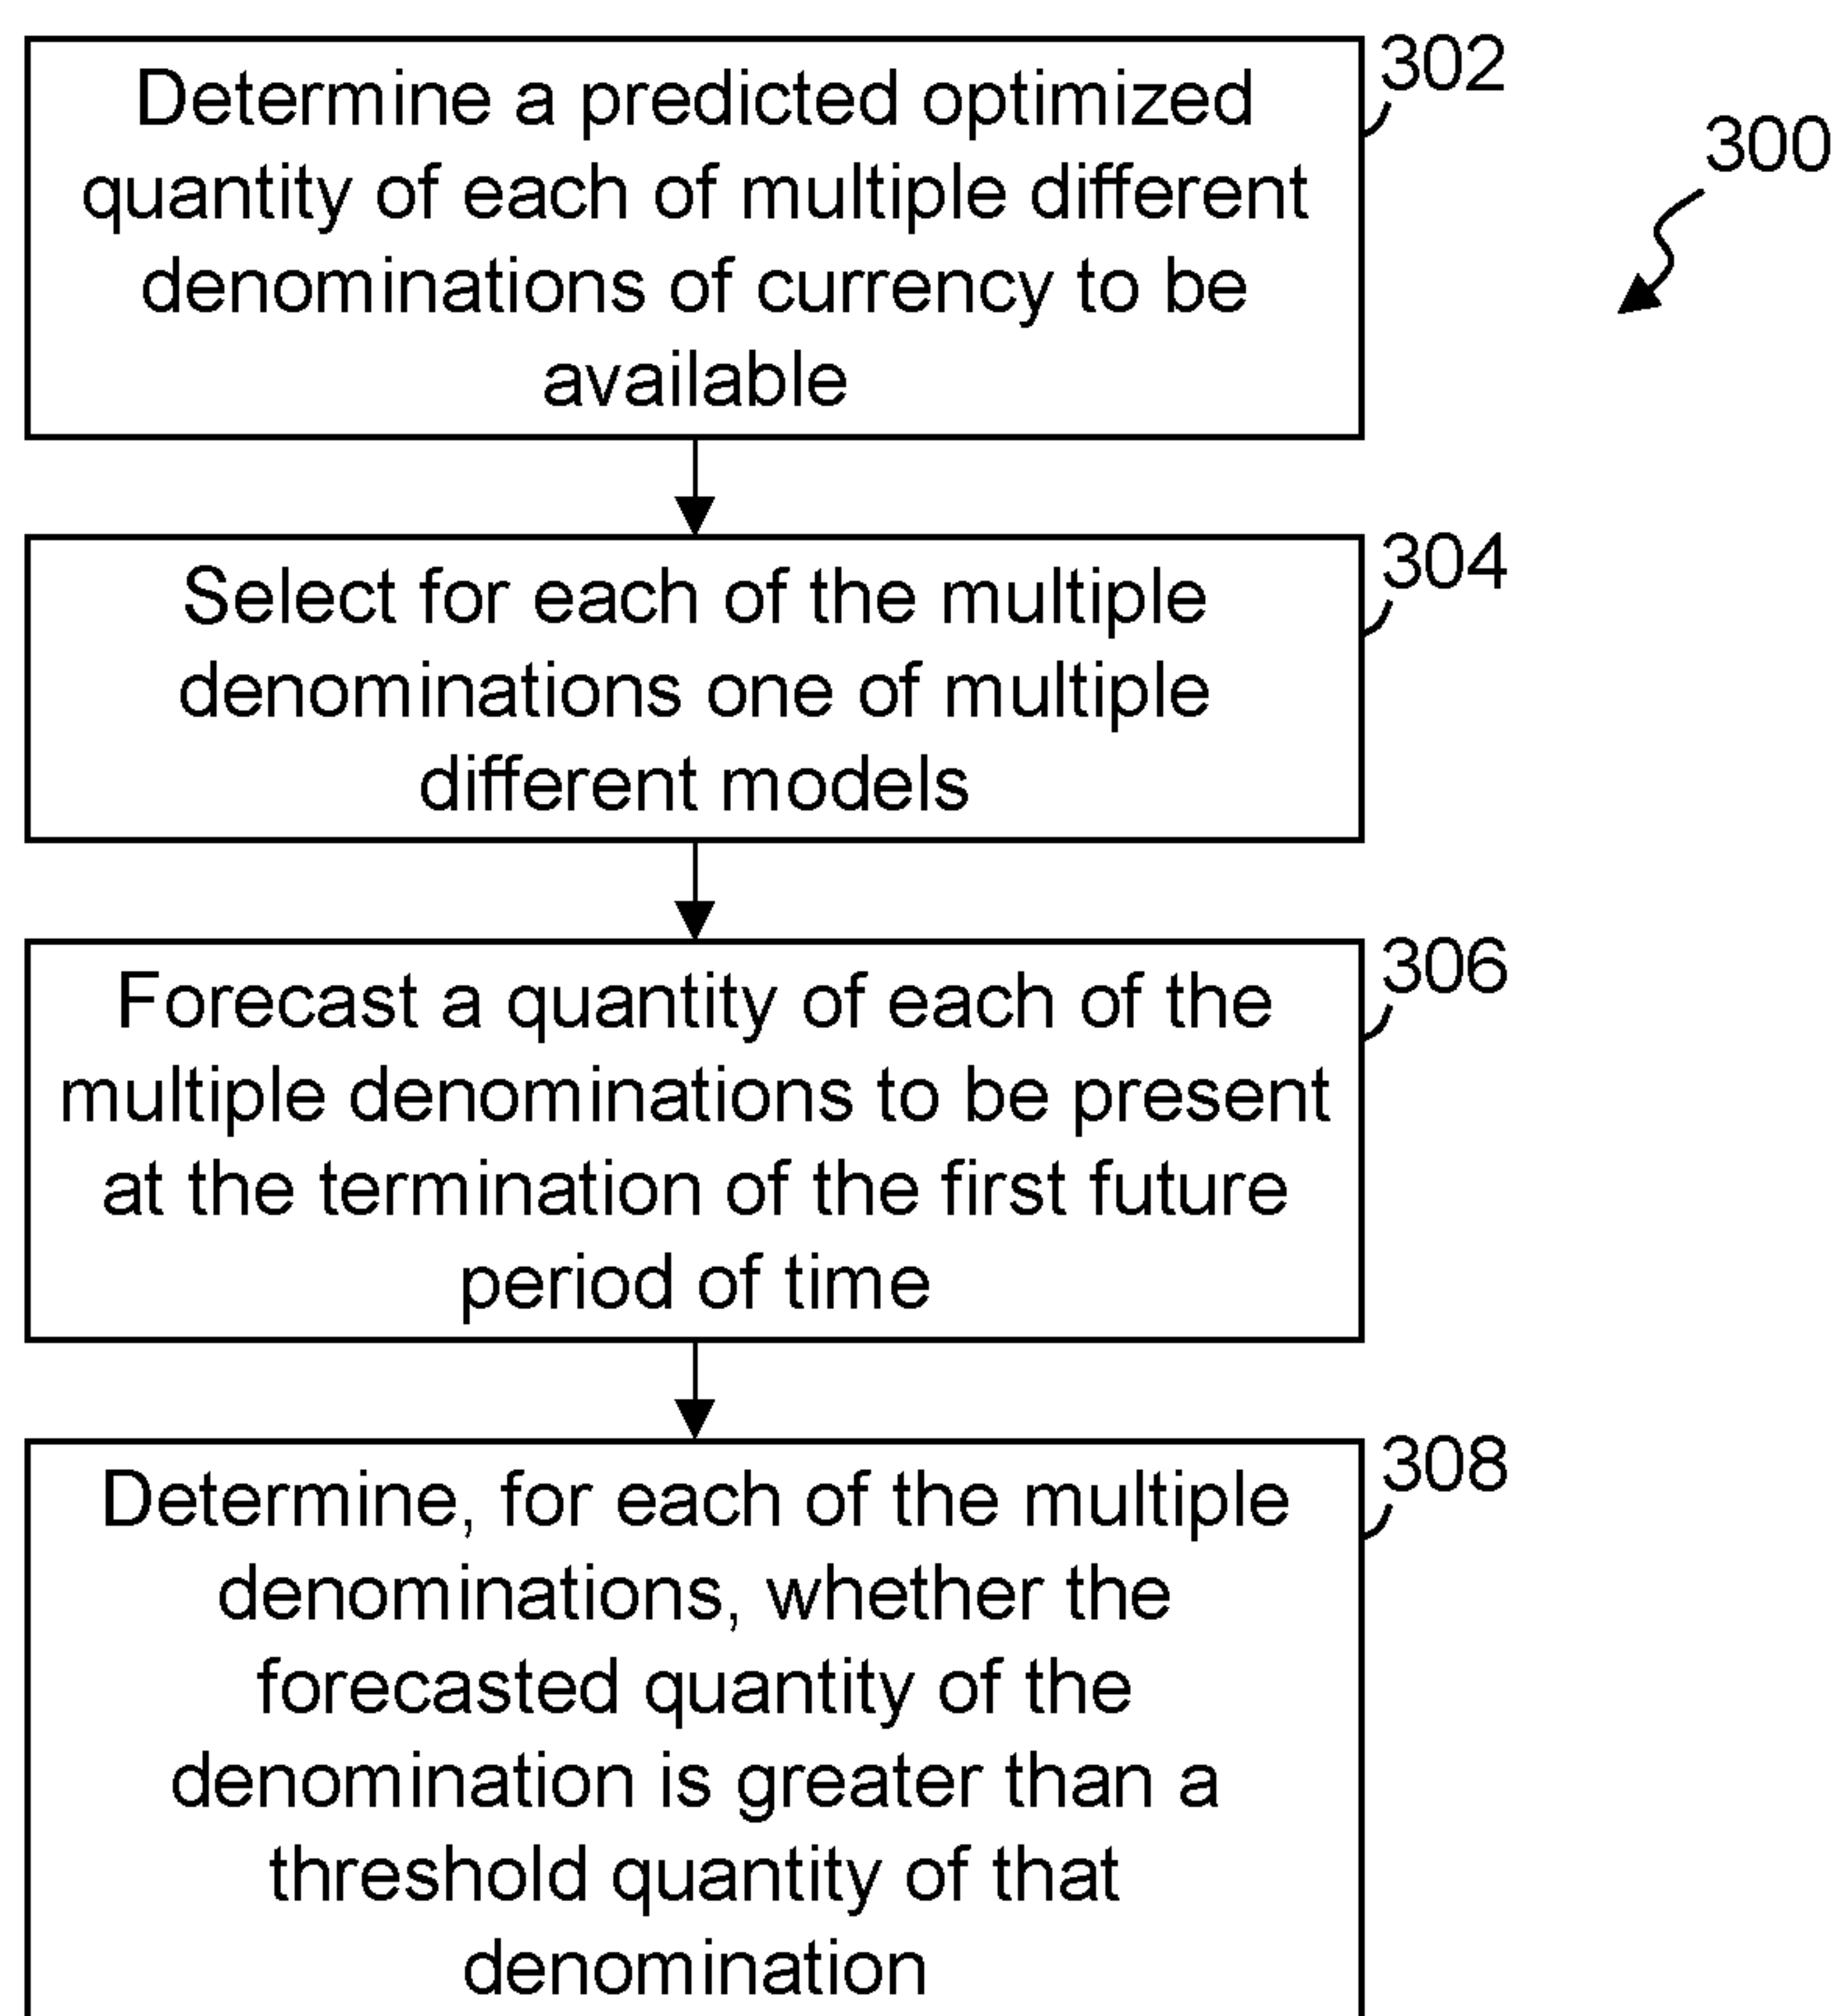 302
Determine a predicted optimized
quantity of each of multiple different
denominations of currency to be
available
300
304
Select for each of the multiple
denominations one of multiple
different models
306
Forecast a quantity of each of the
multiple denominations to be present
at the termination of the first future
period of time
308
Determine, for each of the multiple
denominations, whether the
forecasted quantity of the
denomination is greater than a
threshold quantity of that
denomination